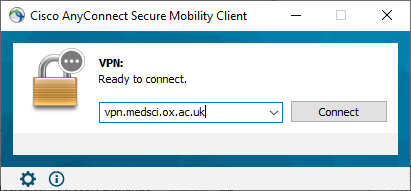 Cisco AnyConnect Secure Mobility Client
VPN:
Ready to connect.
vpn.medsci.ox.ac.uk
Connect